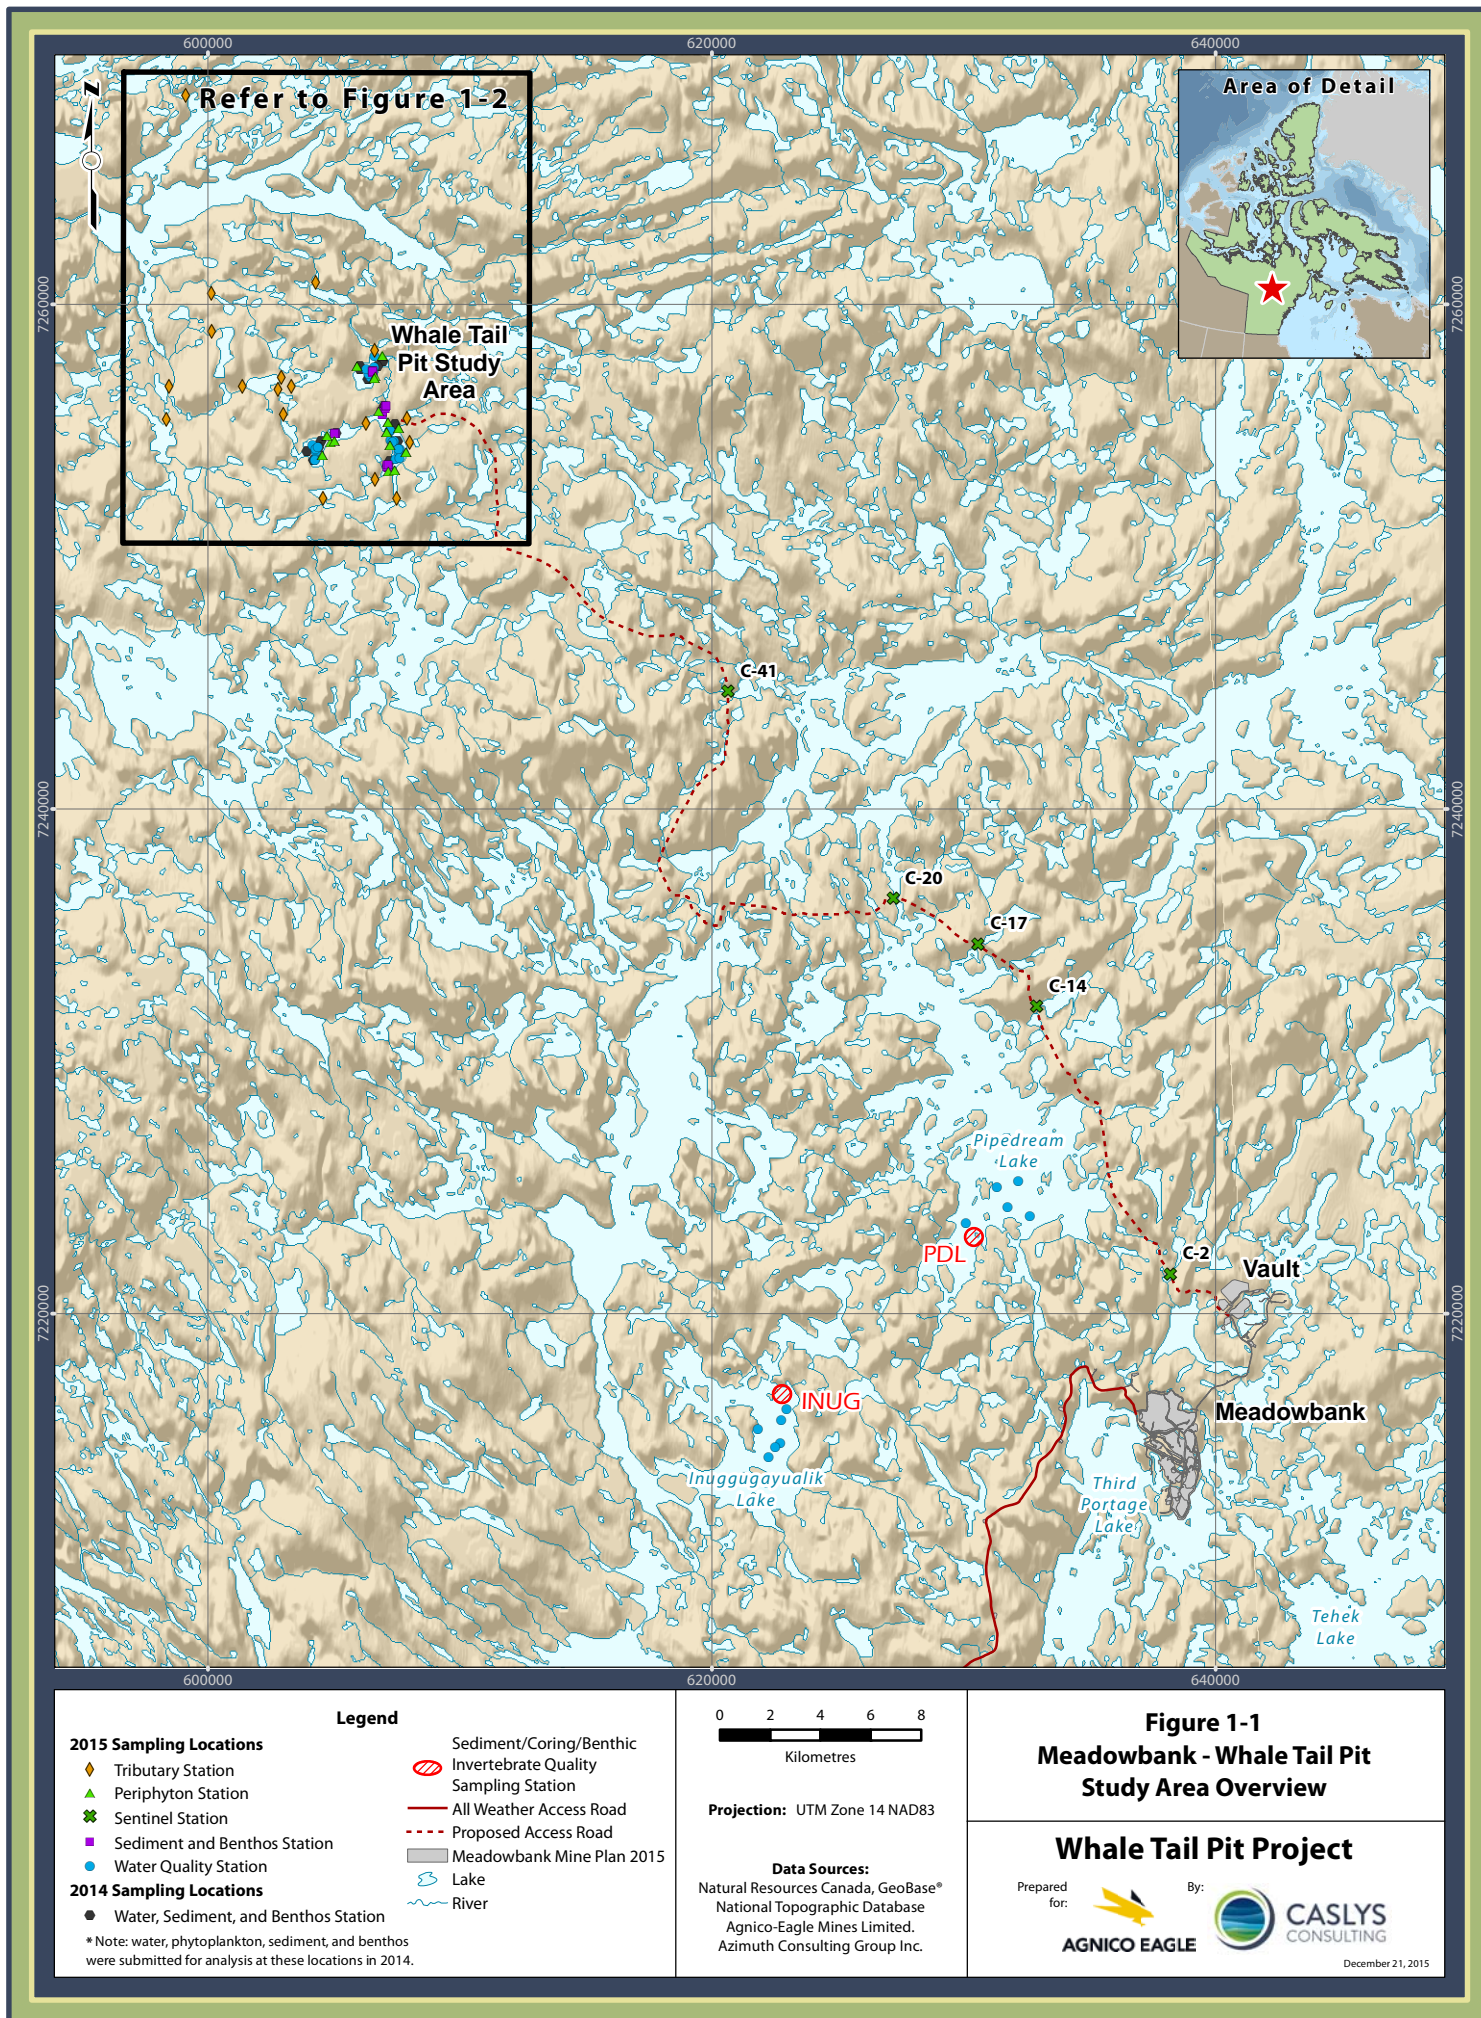 600000
620000
640000
Refer to Figure 1-2
Area of Detail
7260000
7260000
Whale Tail
Pit Study
Area
C-41
7240000
7240000
C-20
C-17
C-14
Pipedream
Lake
PDL
C-2
Vault
7220000
7220000
INUG
Meadowbank
Inuggugayualik
Lake
Third
Portage
Lake
Tehek
Lake
600000
620000
640000
Legend
2015 Sampling Locations
Tributary Station
Periphyton Station
Sentinel Station
Sediment and Benthos Station
Water Quality Station
2014 Sampling Locations
Water, Sediment, and Benthos Station
* Note: water, phytoplankton, sediment, and benthos
were submitted for analysis at these locations in 2014.
Sediment/Coring/Benthic
Invertebrate Quality
Sampling Station
All Weather Access Road
Proposed Access Road
Meadowbank Mine Plan 2015
Lake
River
0 2 4 6 8
Kilometres
Projection: UTM Zone 14 NAD83
Data Sources:
Natural Resources Canada, GeoBase®
National Topographic Database
Agnico-Eagle Mines Limited.
Azimuth Consulting Group Inc.
Figure 1-1
Meadowbank - Whale Tail Pit
Study Area Overview
Whale Tail Pit Project
Prepared
for:
AGNICO EAGLE
By:
CASLYS
CONSULTING
December 21, 2015